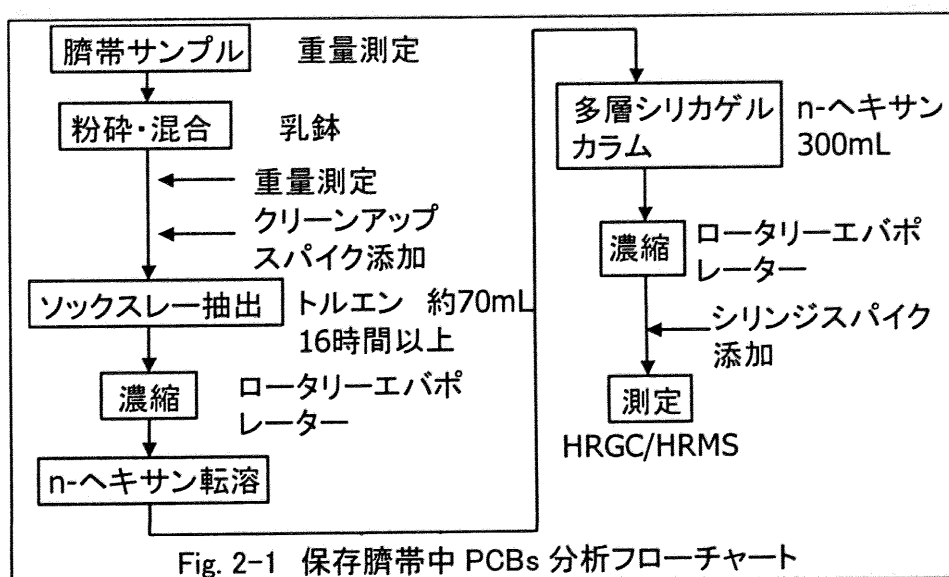 臍帯サンプル 重量測定
粉砕・混合 乳鉢
重量測定
クリーンアップ
スパイク添加
ソックスレー抽出 トルエン 約70mL
16時間以上
濃縮 ロータリーエバポ
レーター
n-ヘキサン転溶
多層シリカゲル
カラム
n-ヘキサン
300mL
濃縮 ロータリーエバポ
レーター
シリンジスパイク
添加
測定
HRGC/HRMS
Fig. 2-1 保存臍帯中 PCBs 分析フローチャート